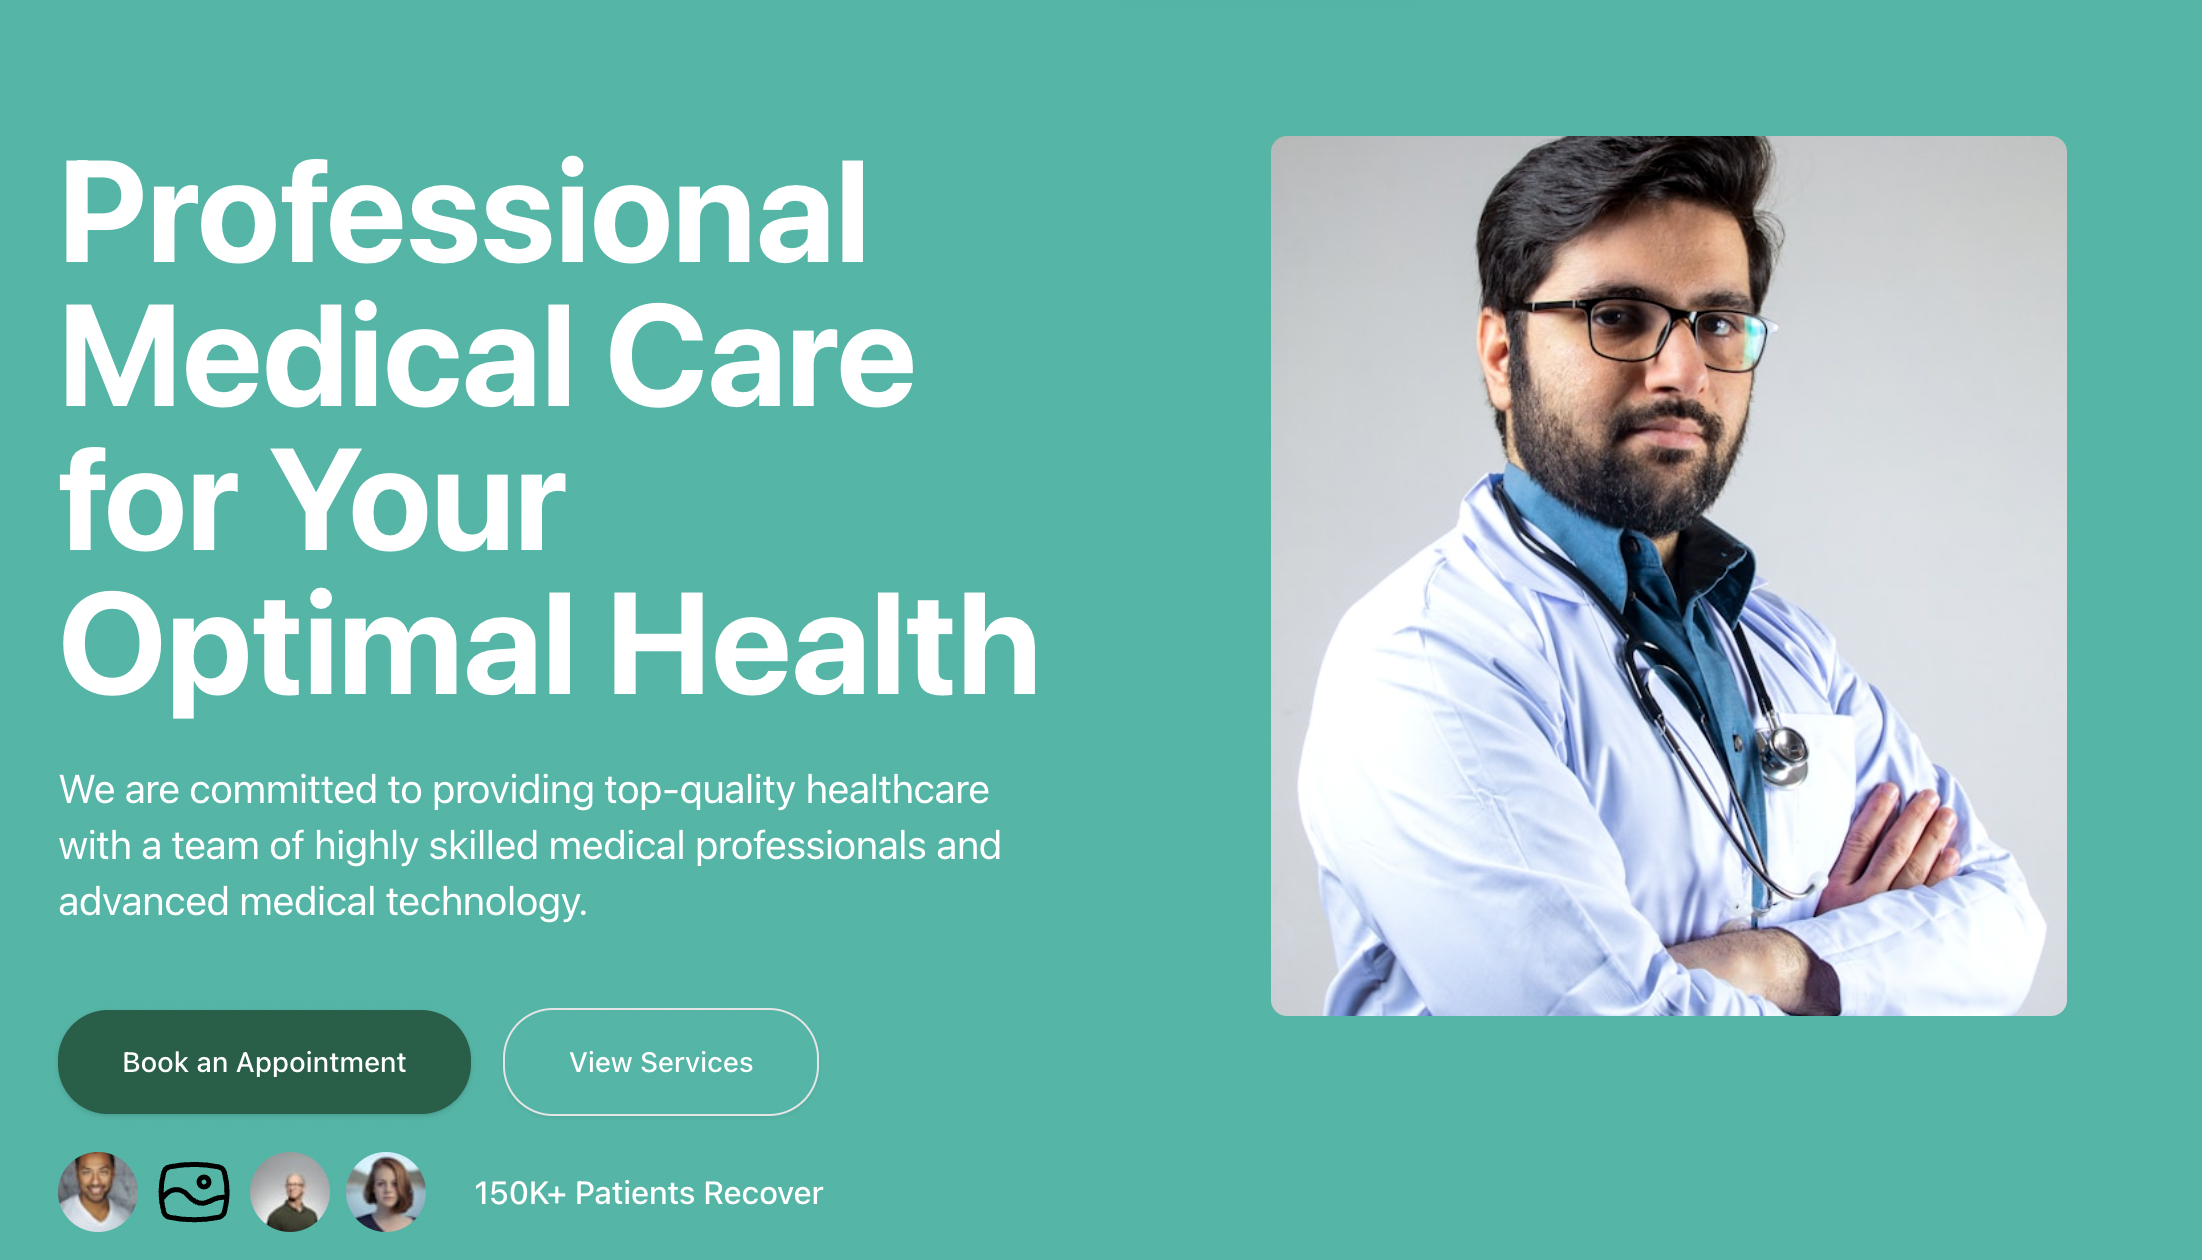 Professional
Medical Care
for Your
Optimal Health
We are committed to providing top-quality healthcare
with a team of highly skilled medical professionals and
advanced medical technology.
Book an Appointment
View Services
150K+ Patients Recover